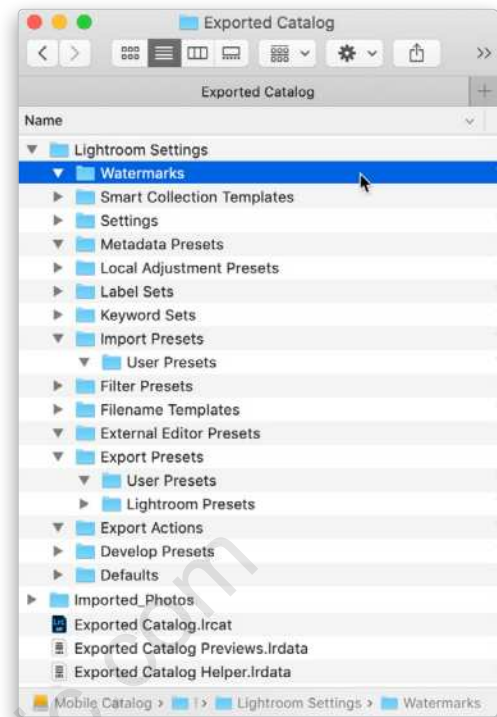 Exported Catalog
Exported Catalog
Name
Lightroom Settings
Watermarks
Smart Collection Templates
Settings
Metadata Presets
Local Adjustment Presets
Label Sets
Keyword Sets
Import Presets
User Presets
Filter Presets
Filename Templates
External Editor Presets
Export Presets
User Presets
Lightroom Presets
Export Actions
Develop Presets
Defaults
Imported_Photos
Exported Catalog.lrcat
Exported Catalog Previews.lrdata
Exported Catalog Helper.lrdata
Mobile Catalog › › Lightroom Settings › Watermarks